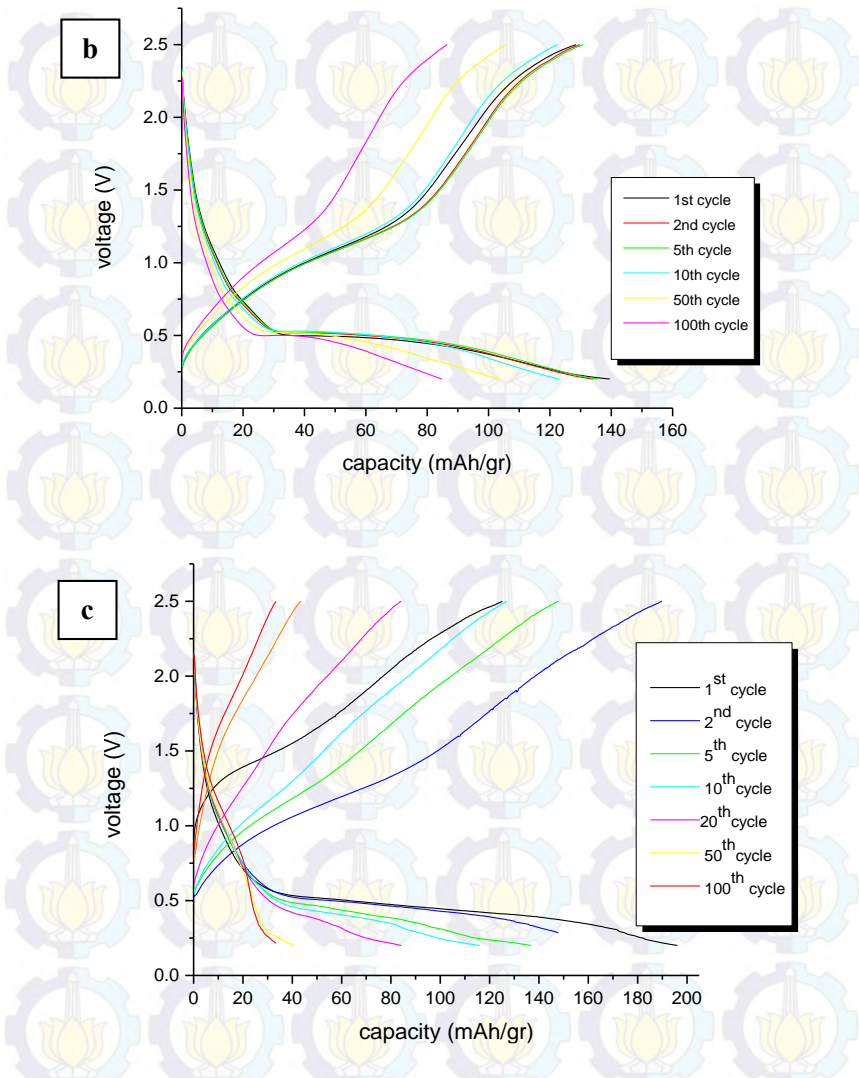 b
2.5
2.0
1.5
1.0
0.5
0.0
voltage (V)
0 20 40 60 80 100 120 140 160
capacity (mAh/gr)
1st cycle
2nd cycle
5th cycle
10th cycle
50th cycle
100th cycle
c
2.5
2.0
1.5
1.0
0.5
0.0
voltage (V)
0 20 40 60 80 100 120 140 160 180 200
capacity (mAh/gr)
1st cycle
2nd cycle
5th cycle
10th cycle
20th cycle
50th cycle
100th cycle